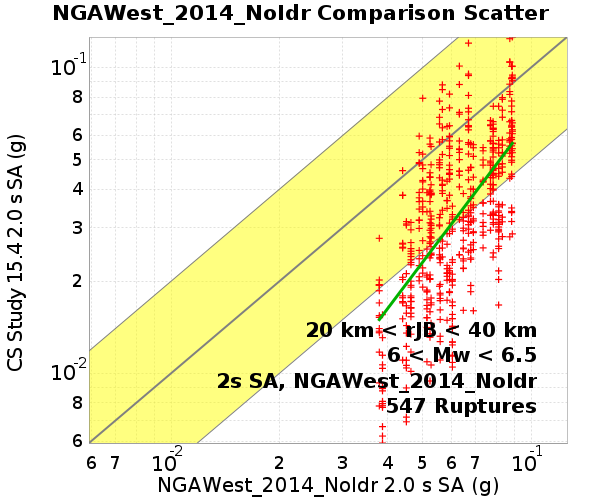 NGAWest_2014_NoIdr Comparison Scatter
CS Study 15.4 2.0 s SA (g)
10-1
8
6
5
4
3
2
10-2
8
6
20 km < rJB < 40 km
6 < Mw < 6.5
2s SA, NGAWest_2014_NoIdr
547 Ruptures
6 7 10-2 2 3 4 5 6 7 8 10-1
NGAWest_2014_NoIdr 2.0 s SA (g)